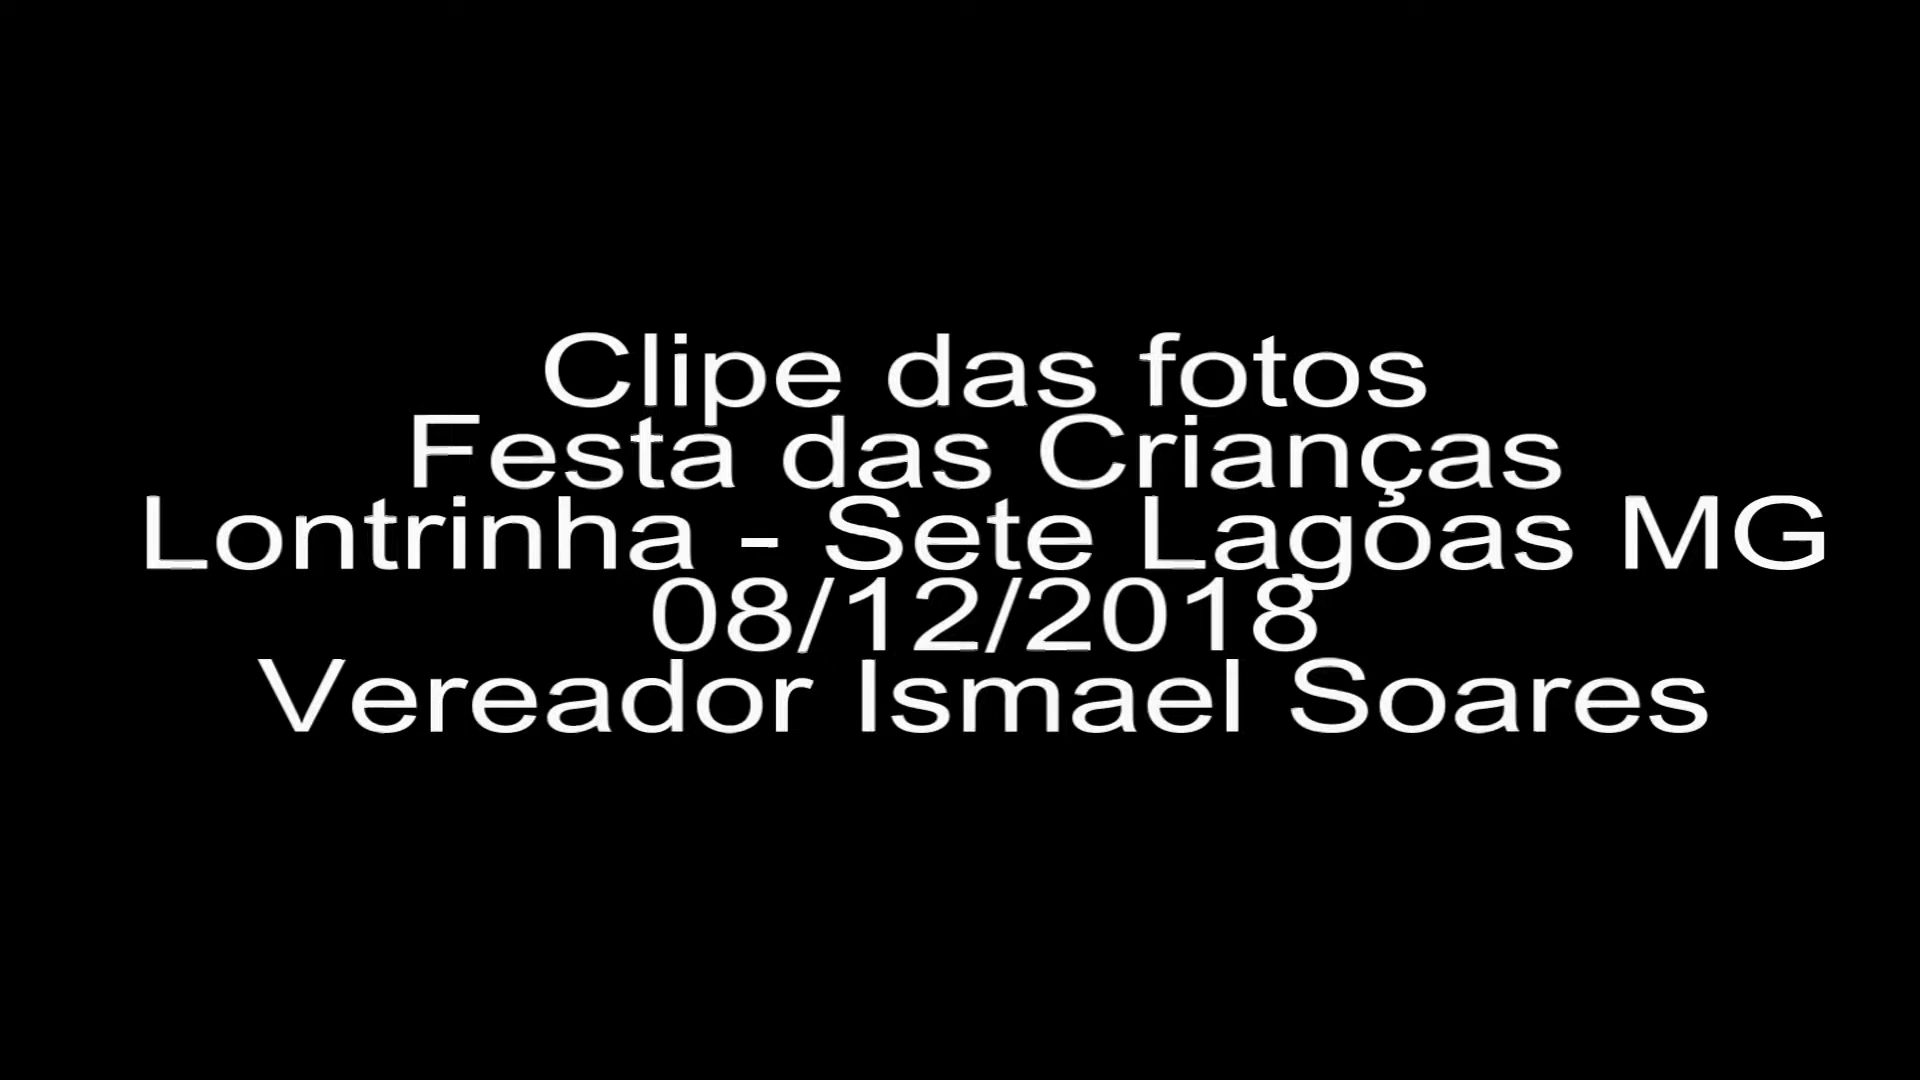 Clipe das fotos
Festa das Crianças
Lontrinha - Sete Lagoas MG
08/12/2018
Vereador Ismael Soares